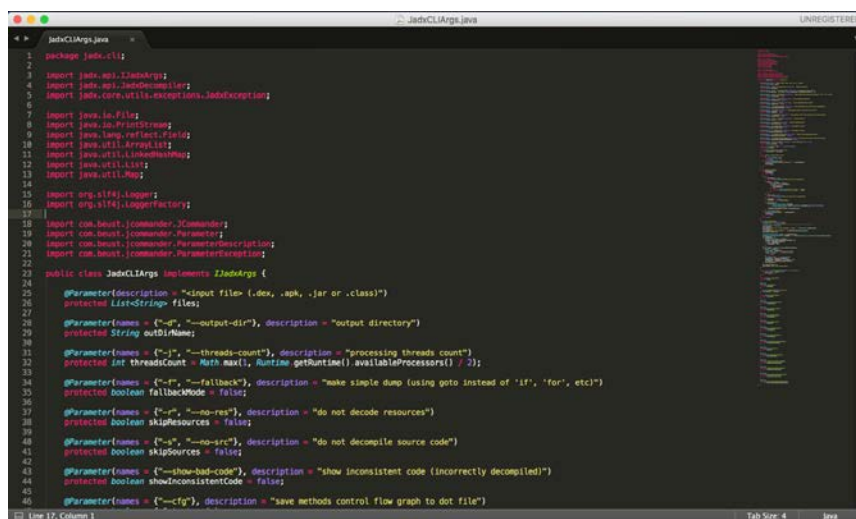 JadxCLIArgs.java
UNREGISTERED
JadxCLIArgs.java
1 package jadx.cli;
2
3 import jadx.api.IJadxArgs;
4 import jadx.api.JadxDecompiler;
5 import jadx.core.utils.exceptions.JadxException;
6
7 import java.io.File;
8 import java.io.PrintStream;
9 import java.lang.reflect.Field;
10 import java.util.ArrayList;
11 import java.util.LinkedHashMap;
12 import java.util.List;
13 import java.util.Map;
14
15 import org.slf4j.Logger;
16 import org.slf4j.LoggerFactory;
17
18 import com.beust.jcommander.JCommander;
19 import com.beust.jcommander.Parameter;
20 import com.beust.jcommander.ParameterDescription;
21 import com.beust.jcommander.ParameterException;
22
23 public class JadxCLIArgs implements IJadxArgs {
24
25 @Parameter(description = "<input file> (.dex, .apk, .jar or .class)")
26 protected List<String> files;
27
28 @Parameter(names = {"-d", "--output-dir"}, description = "output directory")
29 protected String outDirName;
30
31 @Parameter(names = {"-j", "--threads-count"}, description = "processing threads count")
32 protected int threadsCount = Math.max(1, Runtime.getRuntime().availableProcessors() / 2);
33
34 @Parameter(names = {"-f", "--fallback"}, description = "make simple dump (using goto instead of 'if', 'for', etc)")
35 protected boolean fallbackMode = false;
36
37 @Parameter(names = {"-r", "--no-res"}, description = "do not decode resources")
38 protected boolean skipResources = false;
39
40 @Parameter(names = {"-s", "--no-src"}, description = "do not decompile source code")
41 protected boolean skipSources = false;
42
43 @Parameter(names = {"--show-bad-code"}, description = "show inconsistent code (incorrectly decompiled)")
44 protected boolean showInconsistentCode = false;
45
46 @Parameter(names = {"--cfg"}, description = "save methods control flow graph to dot file")
Line 17, Column 1
Tab Size: 4
Java